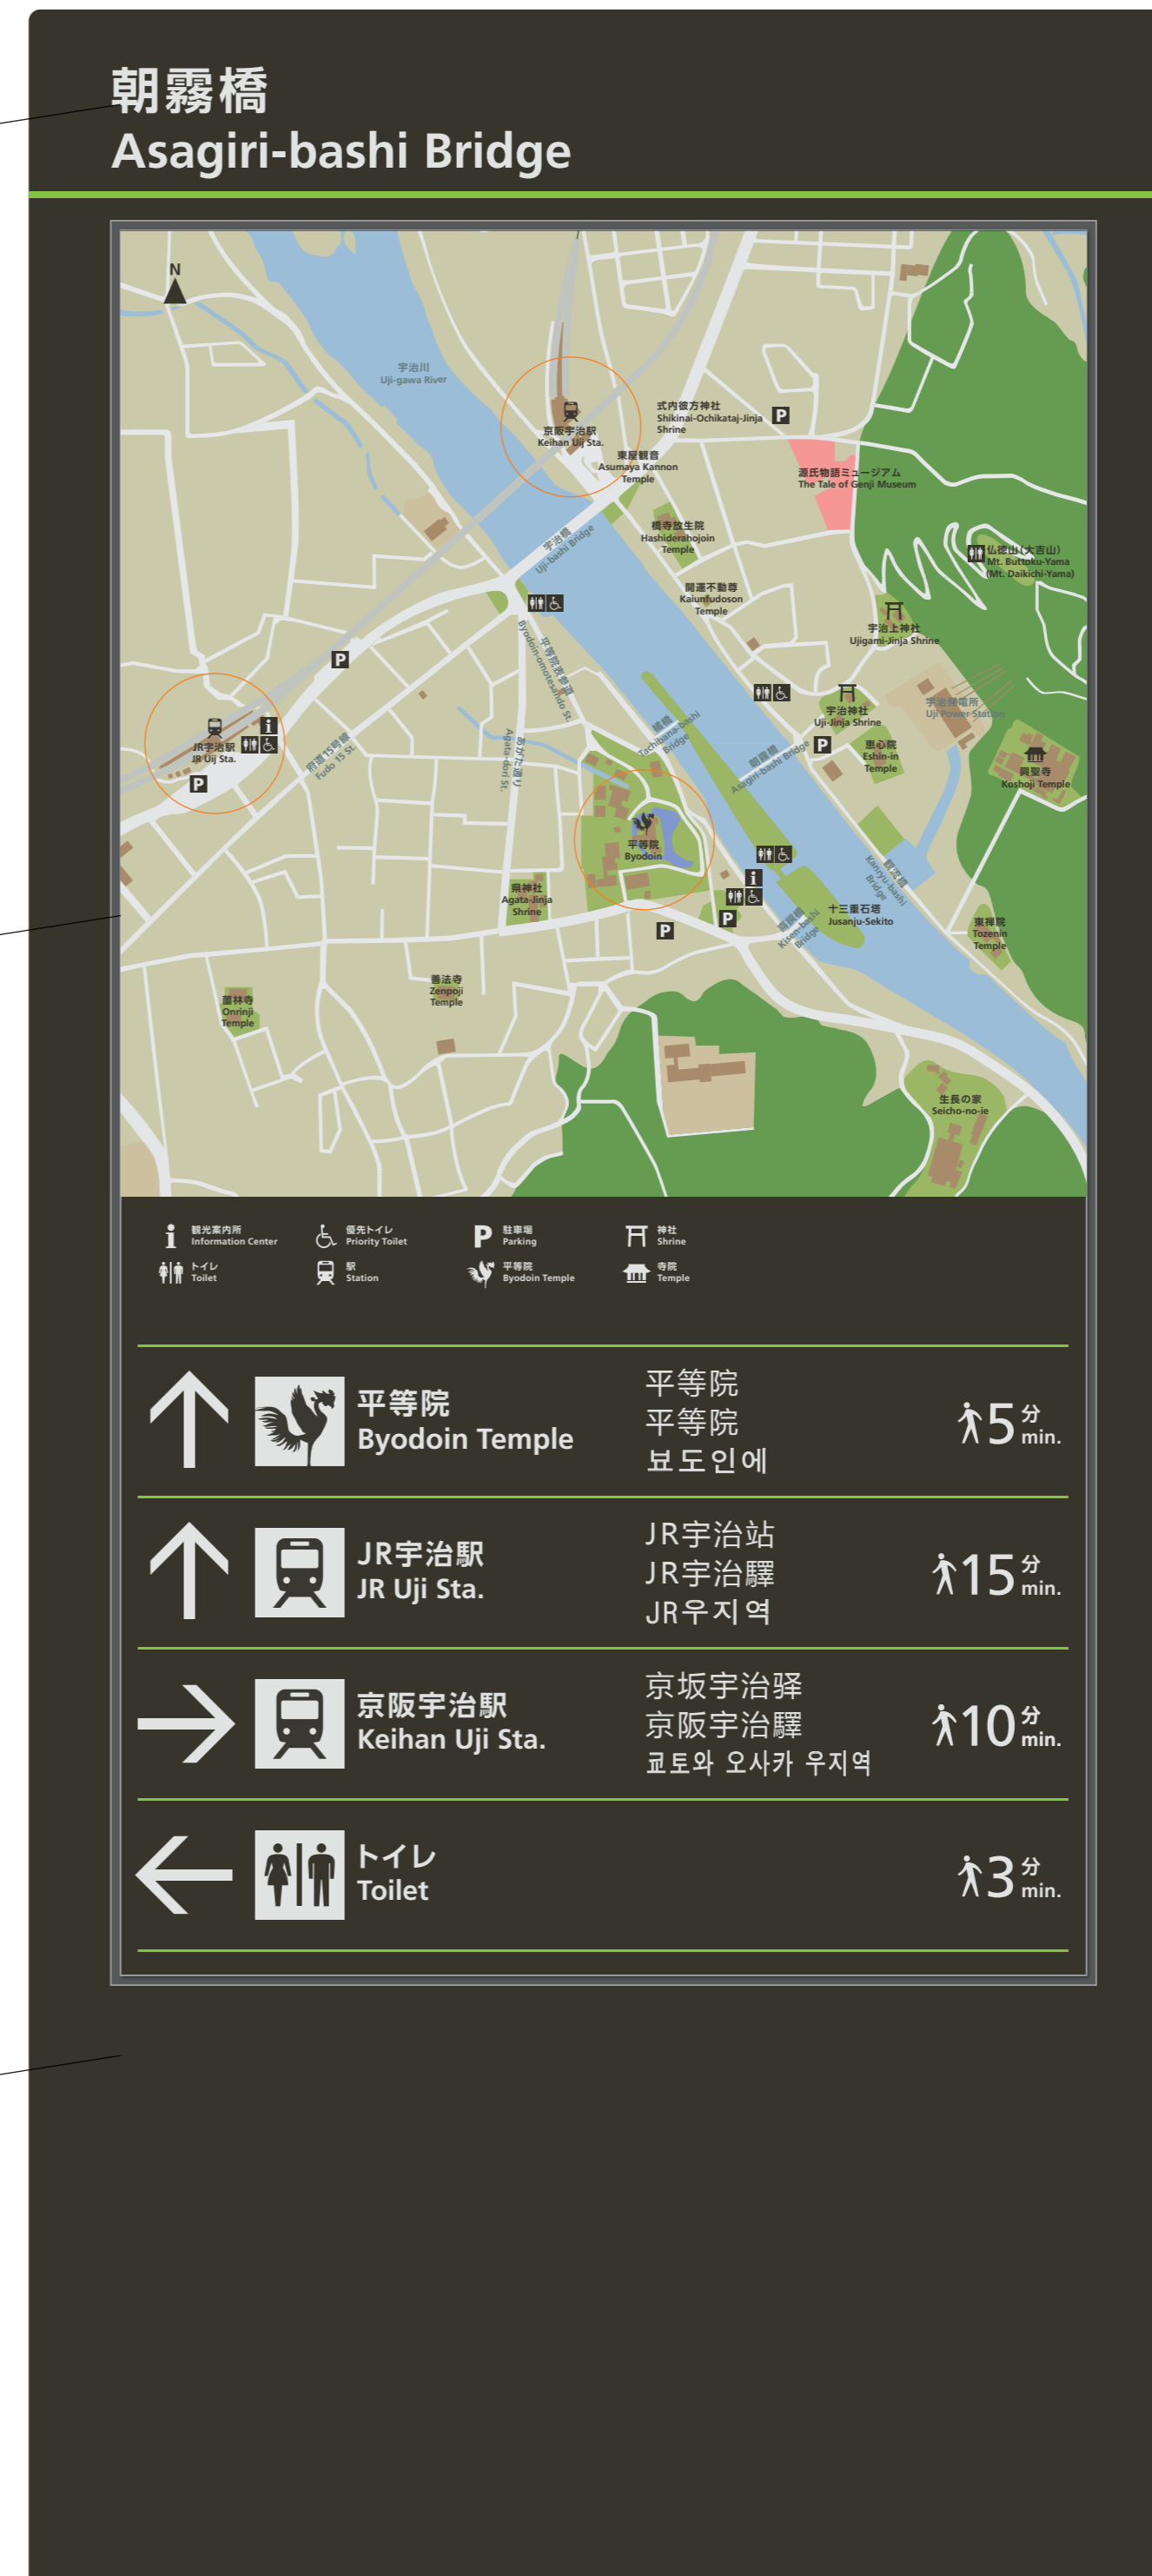 朝霧橋
Asagiri-bashi Bridge
N
宇治川
Uji-gawa River
京阪宇治駅
Keihan Uij Sta.
式内彼方神社
Shikinai-Ochikataj-Jinja
Shrine
P
東屋観音
Asumaya Kannon
Temple
源氏物語ミュージアム
The Tale of Genji Museum
宇治橋
Uji-bashi Bridge
橋寺放生院
Hashiderahojoin
Temple
仏徳山(大吉山)
Mt. Buttoku-Yama
(Mt. Daikichi-Yama)
開運不動尊
Kaiunfudoson
Temple
宇治上神社
Ujigami-Jinja Shrine
平等院表参道
Byodoin-omotesando St.
P
宇治神社
Uji-Jinja Shrine
宇治発電所
Uji Power Station
JR宇治駅
JR Uij Sta.
i
P
府道15号線
Fudo 15 St.
あがた通り
Agata-dori St.
橘橋
Tachibana-bashi
Bridge
朝霧橋
Asagiri-bashi Bridge
P
恵心院
Eshin-in
Temple
興聖寺
Koshoji Temple
平等院
Byodoin
県神社
Agata-Jinja
Shrine
i
P
P
観流橋
Kanryu-bashi
Bridge
喜撰橋
Kisen-bashi
Bridge
十三重石塔
Jusanju-Sekito
東禅院
Tozenin
Temple
薗林寺
Onrinji
Temple
善法寺
Zenpoji
Temple
生長の家
Seicho-no-ie
i 観光案内所
Information Center
優先トイレ
Priority Toilet
P 駐車場
Parking
神社
Shrine
トイレ
Toilet
駅
Station
平等院
Byodoin Temple
寺院
Temple
平等院
Byodoin Temple
平等院
平等院
뵤도인에
5分
min.
JR宇治駅
JR Uji Sta.
JR宇治站
JR宇治驛
JR우지역
15分
min.
京阪宇治駅
Keihan Uji Sta.
京坂宇治驿
京阪宇治驛
쿄토와 오사카 우지역
10分
min.
トイレ
Toilet
3分
min.